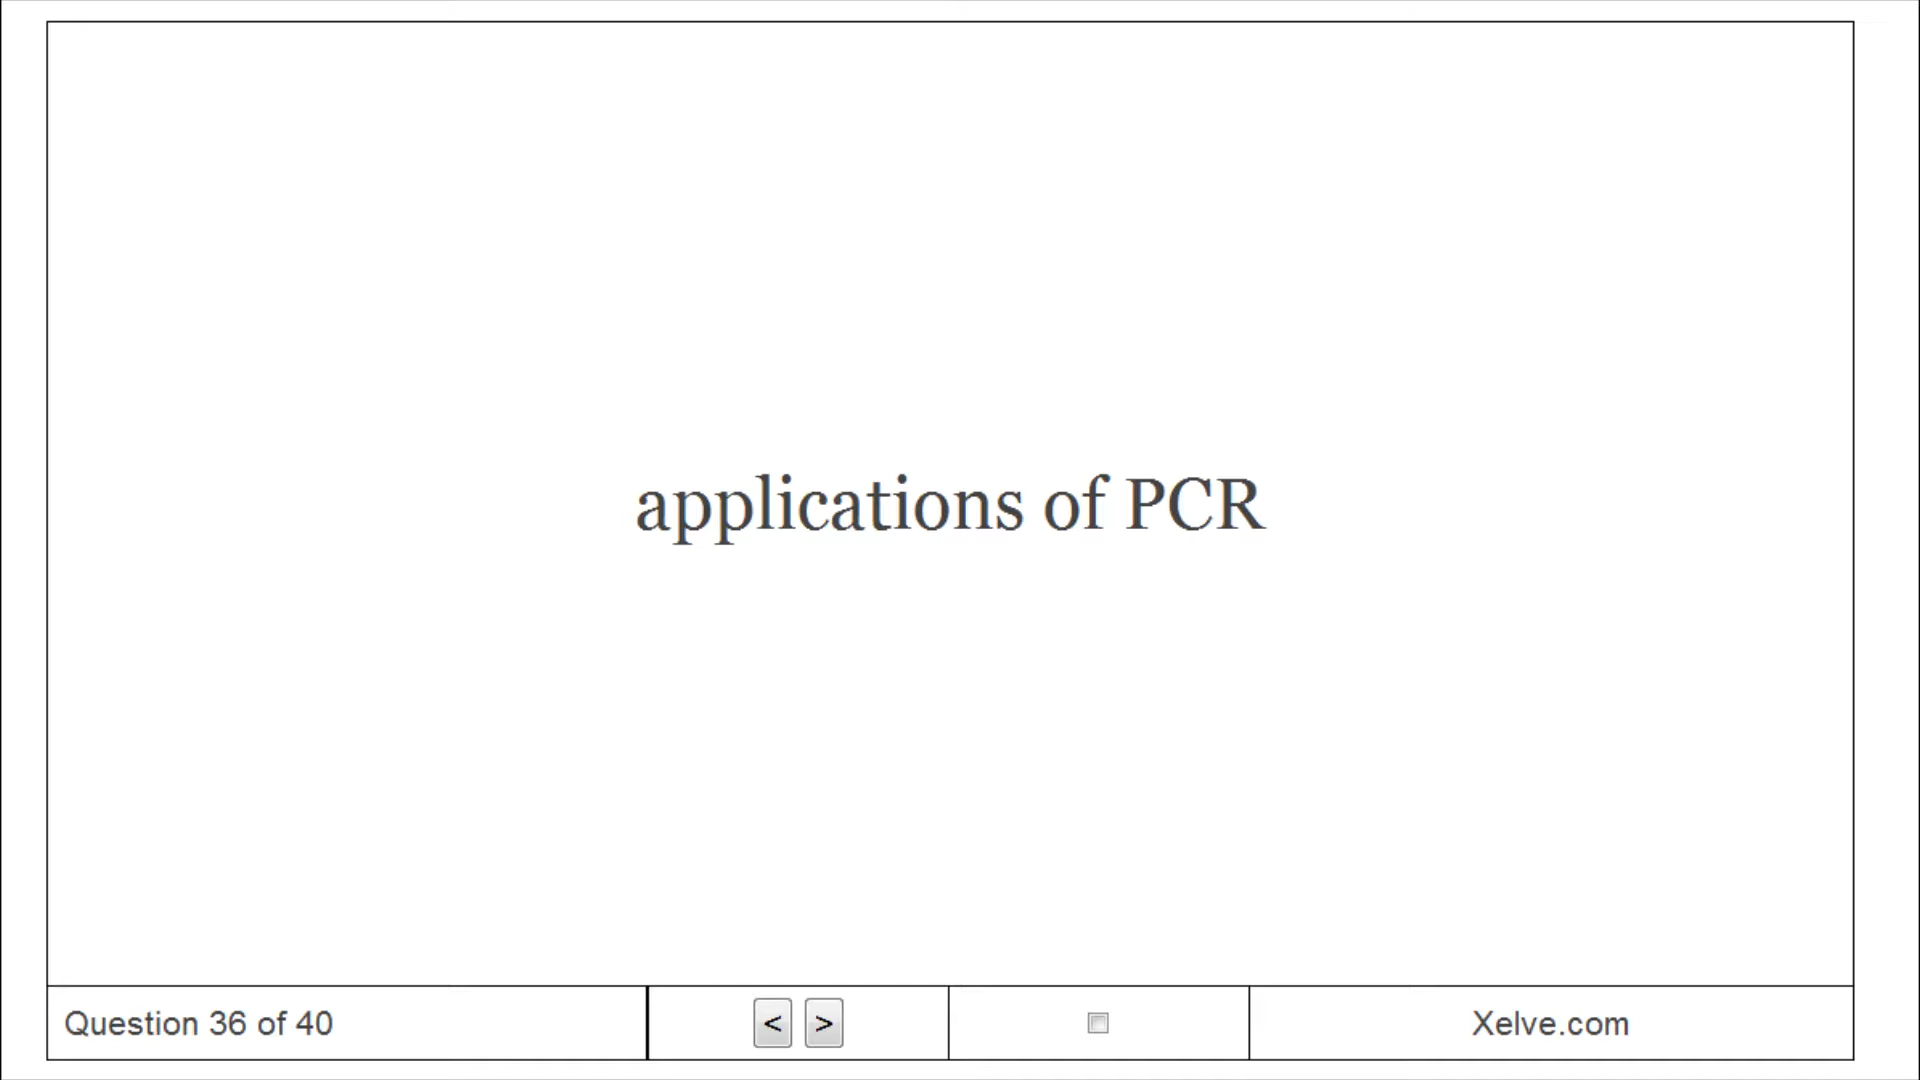 applications of PCR
Question 36 of 40
<
>
Xelve.com